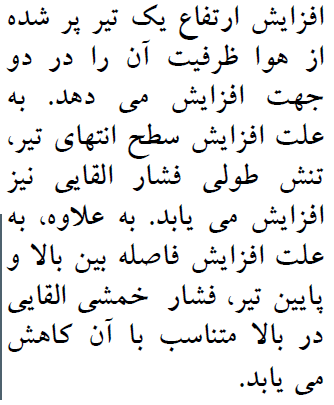 افزایش ارتفاع یک تیر پر شده
از هوا ظرفیت آن را در دو
جهت افزایش می دهد. به
علت افزایش سطح انتهای تیر،
تنش طولی فشار القایی نیز
افزایش می یابد. به علاوه، به
علت افزایش فاصله بین بالا و
پایین تیر، فشار خمشی القایی
در بالا متناسب با آن کاهش
می یابد.